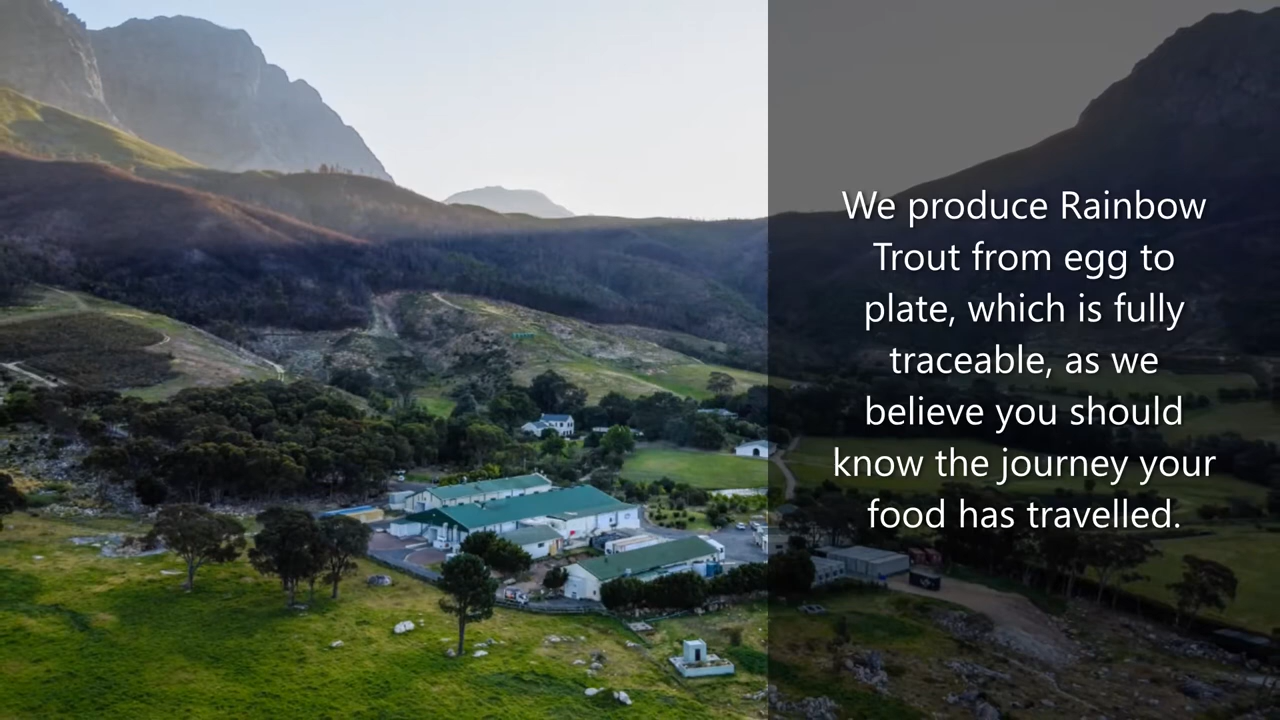 We produce Rainbow
Trout from egg to
plate, which is fully
traceable, as we
believe you should
know the journey your
food has travelled.